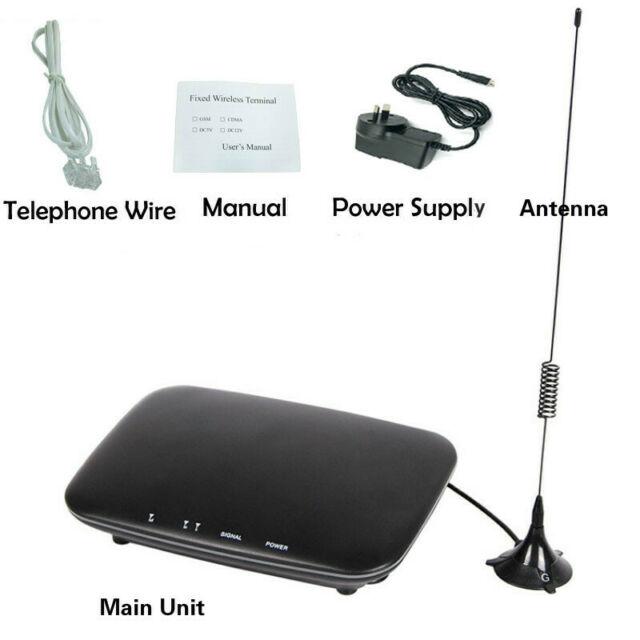 Fixed Wireless Terminal
GSM CDMA
DC5V DC12V
User's Manual
Telephone Wire Manual Power Supply Antenna
SIGNAL POWER
G
Main Unit